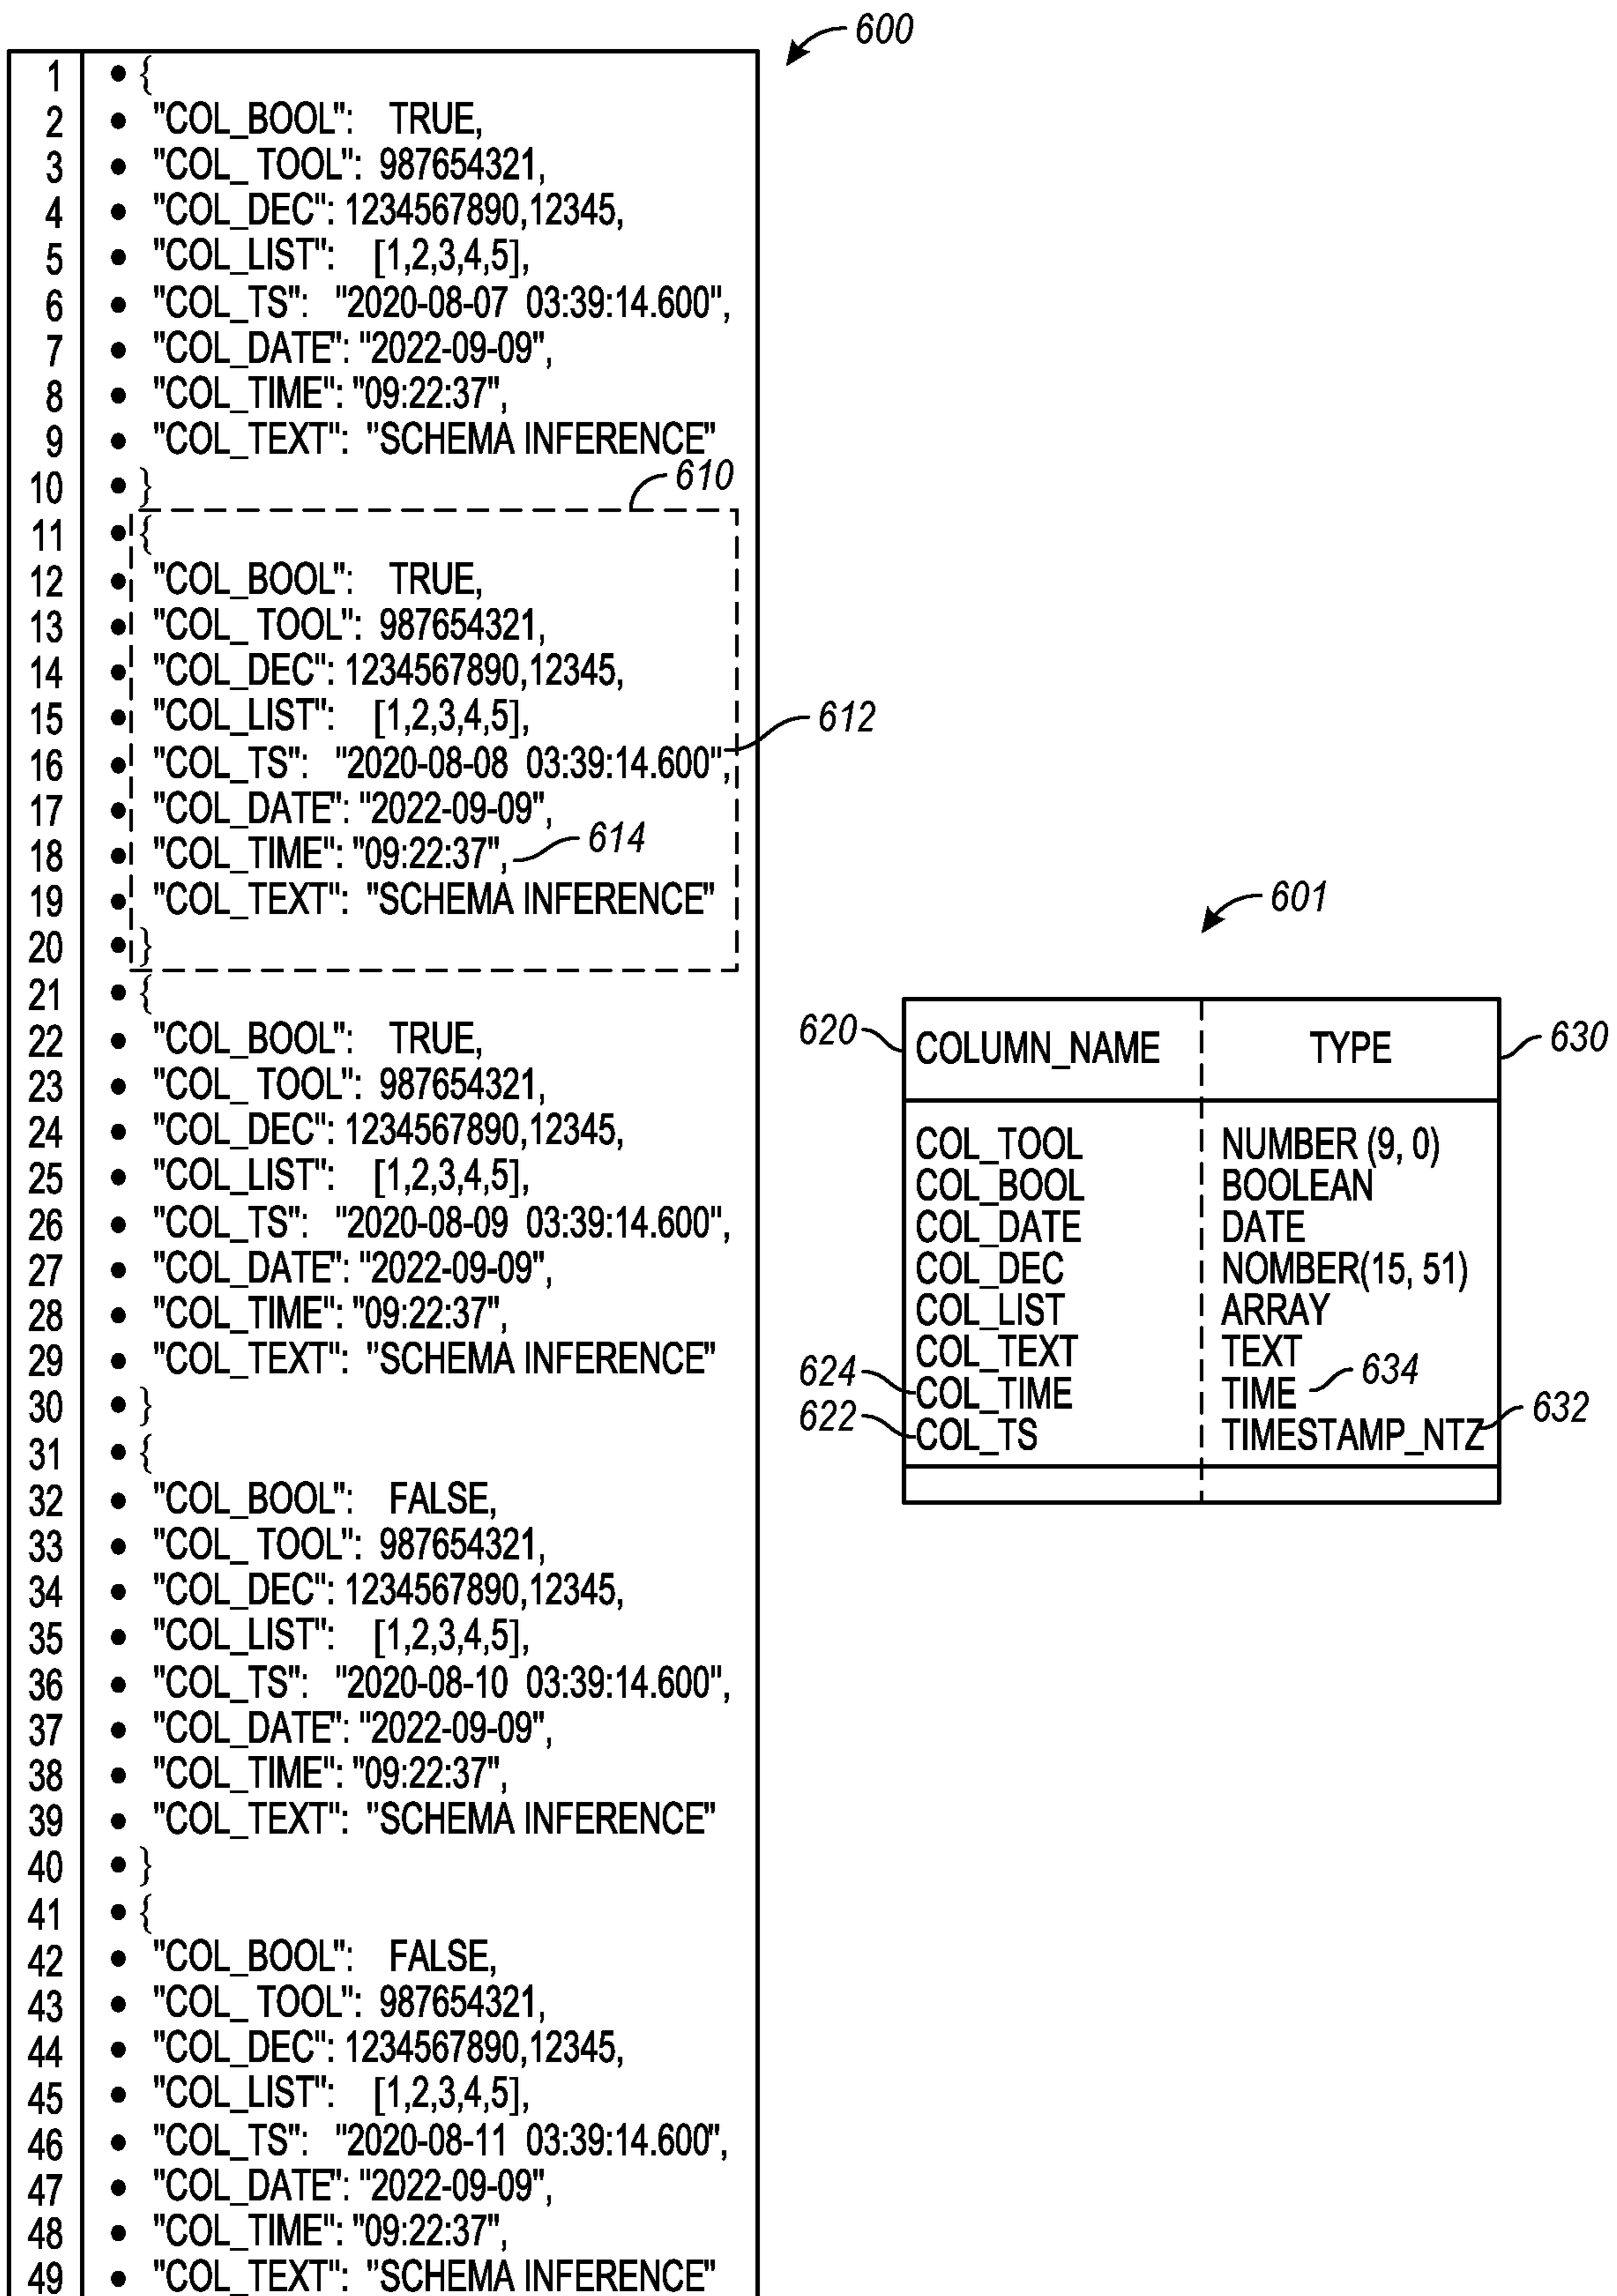 600
1 • {
2 • "COL_BOOL": TRUE,
3 • "COL_ TOOL": 987654321,
4 • "COL_DEC": 1234567890,12345,
5 • "COL_LIST": [1,2,3,4,5],
6 • "COL_TS": "2020-08-07 03:39:14.600",
7 • "COL_DATE": "2022-09-09",
8 • "COL_TIME": "09:22:37",
9 • "COL_TEXT": "SCHEMA INFERENCE"
10 • }
610
11 • {
12 • "COL_BOOL": TRUE,
13 • "COL_ TOOL": 987654321,
14 • "COL_DEC": 1234567890,12345,
15 • "COL_LIST": [1,2,3,4,5],
612
16 • "COL_TS": "2020-08-08 03:39:14.600",
17 • "COL_DATE": "2022-09-09",
18 • "COL_TIME": "09:22:37", 614
19 • "COL_TEXT": "SCHEMA INFERENCE"
20 • }
21 • {
22 • "COL_BOOL": TRUE,
23 • "COL_ TOOL": 987654321,
24 • "COL_DEC": 1234567890,12345,
25 • "COL_LIST": [1,2,3,4,5],
26 • "COL_TS": "2020-08-09 03:39:14.600",
27 • "COL_DATE": "2022-09-09",
28 • "COL_TIME": "09:22:37",
29 • "COL_TEXT": "SCHEMA INFERENCE"
30 • }
31 • {
32 • "COL_BOOL": FALSE,
33 • "COL_ TOOL": 987654321,
34 • "COL_DEC": 1234567890,12345,
35 • "COL_LIST": [1,2,3,4,5],
36 • "COL_TS": "2020-08-10 03:39:14.600",
37 • "COL_DATE": "2022-09-09",
38 • "COL_TIME": "09:22:37",
39 • "COL_TEXT": "SCHEMA INFERENCE"
40 • }
41 • {
42 • "COL_BOOL": FALSE,
43 • "COL_ TOOL": 987654321,
44 • "COL_DEC": 1234567890,12345,
45 • "COL_LIST": [1,2,3,4,5],
46 • "COL_TS": "2020-08-11 03:39:14.600",
47 • "COL_DATE": "2022-09-09",
48 • "COL_TIME": "09:22:37",
49 • "COL_TEXT": "SCHEMA INFERENCE"
601
620 COLUMN_NAME TYPE 630
COL_TOOL NUMBER (9, 0)
COL_BOOL BOOLEAN
COL_DATE DATE
COL_DEC NOMBER(15, 51)
COL_LIST ARRAY
COL_TEXT TEXT
624 COL_TIME TIME 634
622 COL_TS TIMESTAMP_NTZ 632